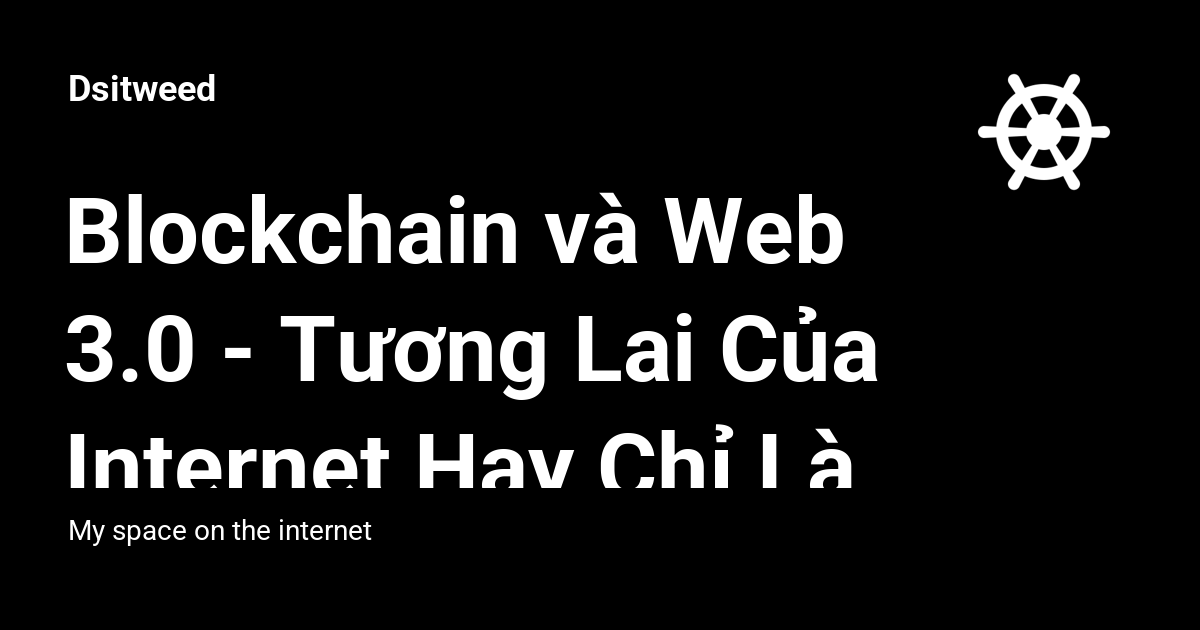 Dsitweed
Blockchain và Web
3.0 - Tương Lai Của
Internet Hay Chỉ Là
My space on the internet